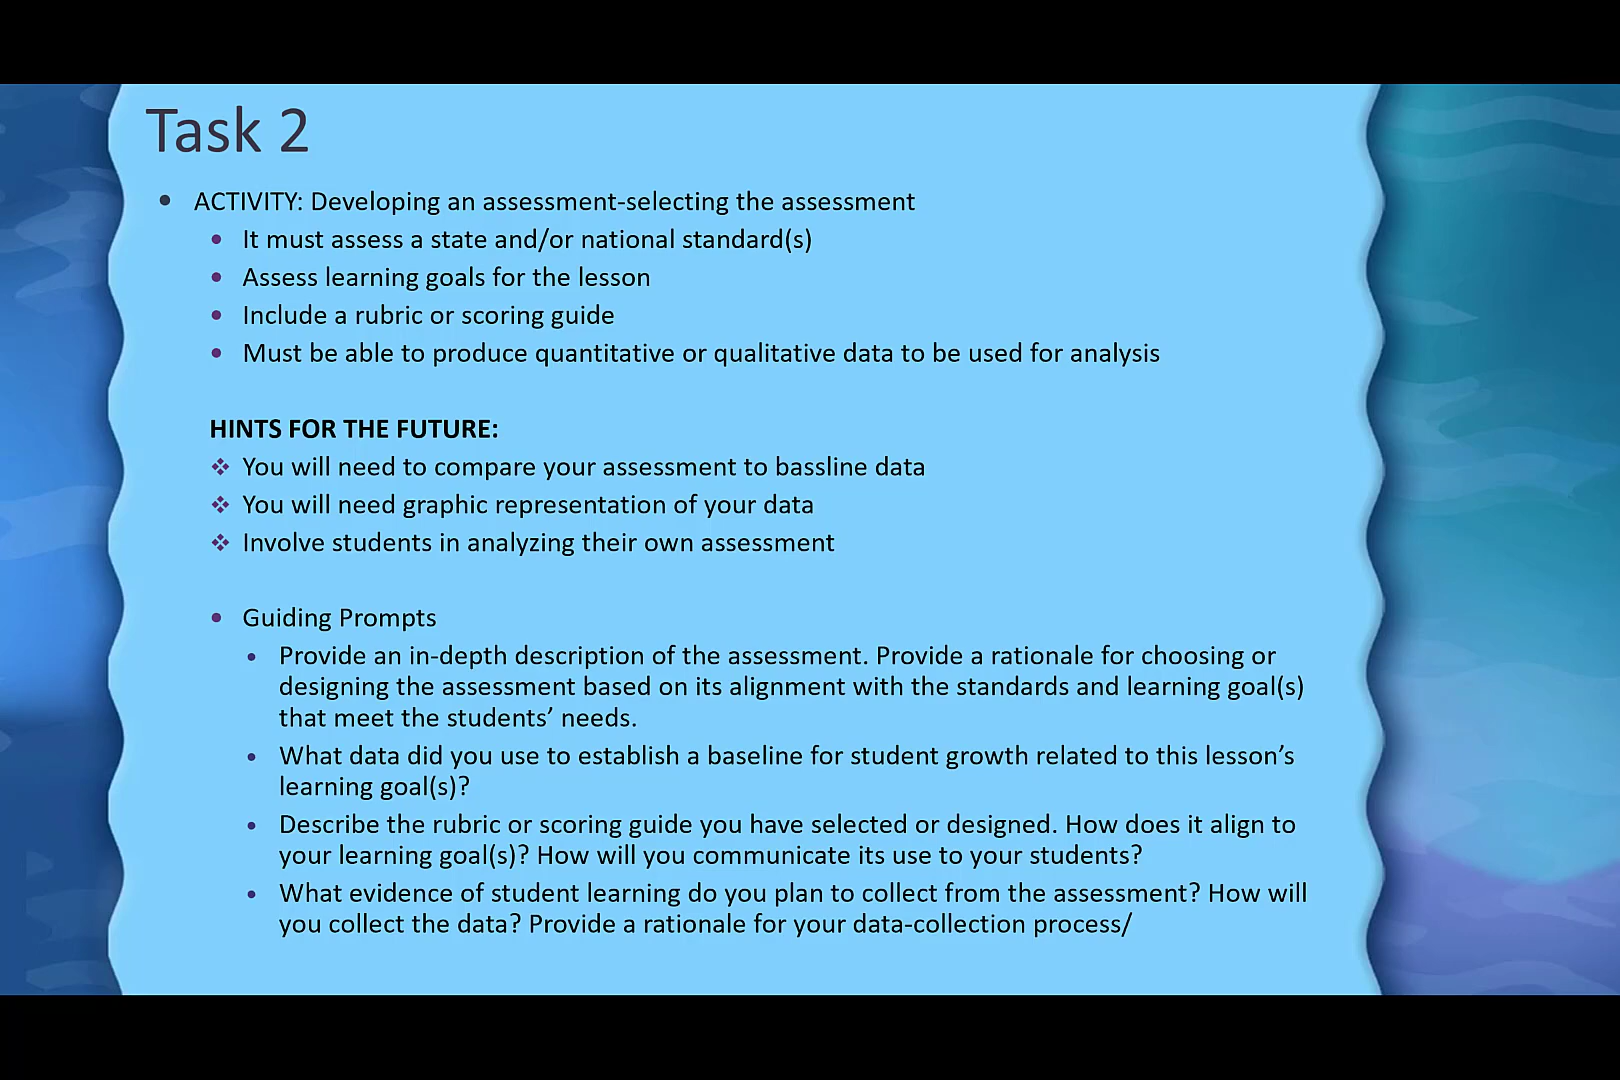 Task 2
• ACTIVITY: Developing an assessment-selecting the assessment
• It must assess a state and/or national standard(s)
• Assess learning goals for the lesson
• Include a rubric or scoring guide
• Must be able to produce quantitative or qualitative data to be used for analysis
HINTS FOR THE FUTURE:
❖ You will need to compare your assessment to bassline data
❖ You will need graphic representation of your data
❖ Involve students in analyzing their own assessment
• Guiding Prompts
• Provide an in-depth description of the assessment. Provide a rationale for choosing or
designing the assessment based on its alignment with the standards and learning goal(s)
that meet the students’ needs.
• What data did you use to establish a baseline for student growth related to this lesson’s
learning goal(s)?
• Describe the rubric or scoring guide you have selected or designed. How does it align to
your learning goal(s)? How will you communicate its use to your students?
• What evidence of student learning do you plan to collect from the assessment? How will
you collect the data? Provide a rationale for your data-collection process/